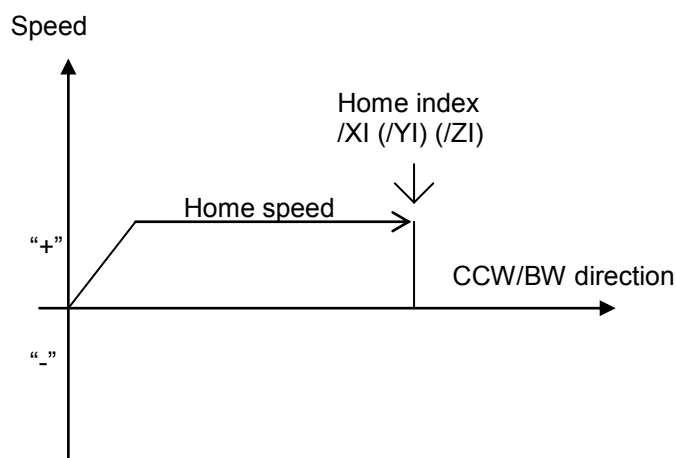 Speed
Home index
/XI (/YI) (/ZI)
Home speed
“+”
CCW/BW direction
“-”